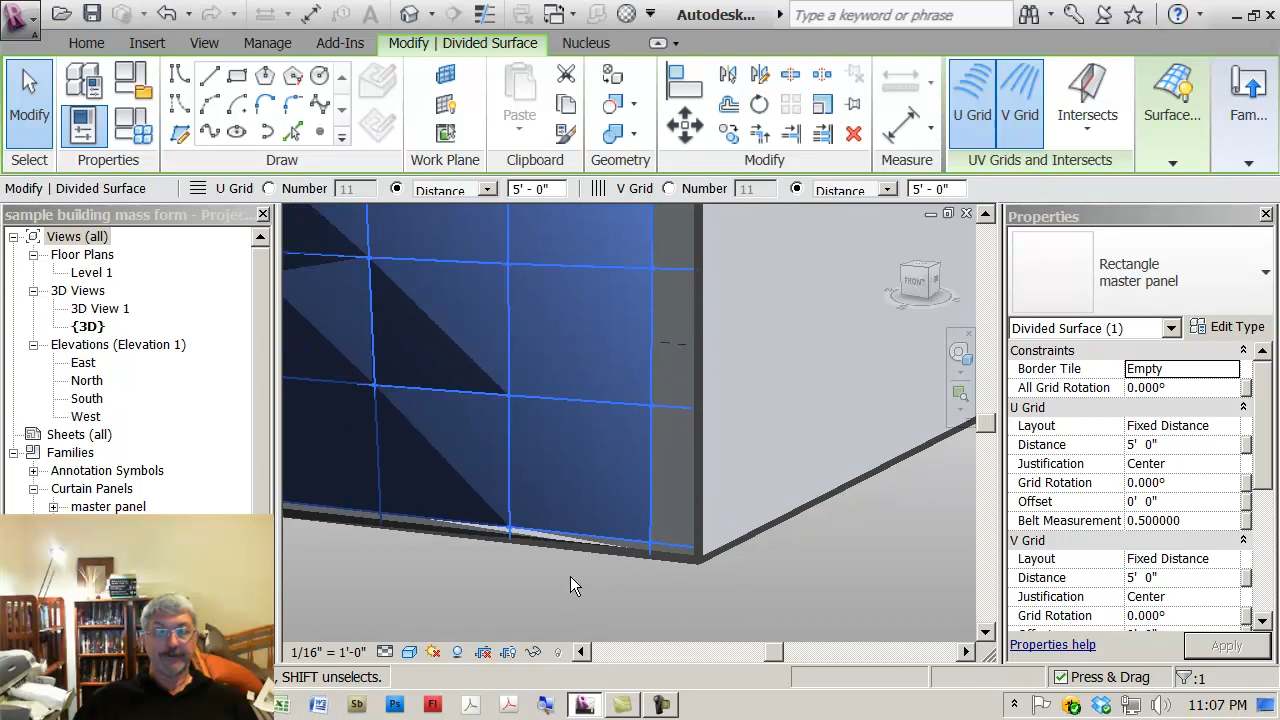 Autodesk...
Type a keyword or phrase
Home Insert View Manage Add-Ins Modify | Divided Surface Nucleus
Modify
Paste
U Grid V Grid Intersects Surface... Fam...
Select Properties Draw Work Plane Clipboard Geometry Modify Measure UV Grids and Intersects
Modify | Divided Surface U Grid Number 11 Distance 5' - 0" V Grid Number 11 Distance 5' - 0"
sample building mass form - Projec...
Views (all)
Floor Plans
Level 1
3D Views
3D View 1
{3D}
Elevations (Elevation 1)
East
North
South
West
Sheets (all)
Families
Annotation Symbols
Curtain Panels
master panel
FRONT
Properties
Rectangle
master panel
Divided Surface (1) Edit Type
Constraints
Border Tile Empty
All Grid Rotation 0.000°
U Grid
Layout Fixed Distance
Distance 5' 0"
Justification Center
Grid Rotation 0.000°
Offset 0' 0"
Belt Measurement 0.500000
V Grid
Layout Fixed Distance
Distance 5' 0"
Justification Center
Grid Rotation 0.000°
Properties help Apply
1/16" = 1'-0"
, SHIFT unselects. Press & Drag :1
Sb Ps Fl 11:07 PM